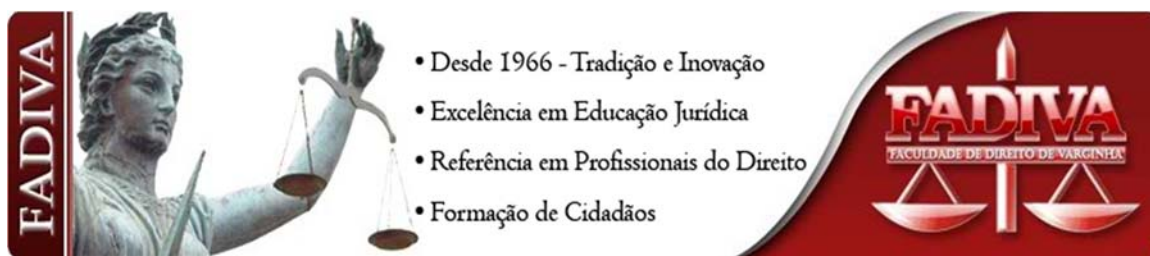 FADIVA
• Desde 1966 - Tradição e Inovação
• Excelência em Educação Jurídica
• Referência em Profissionais do Direito
• Formação de Cidadãos
FADIVA
FACULDADE DE DIREITO DE VARGINHA